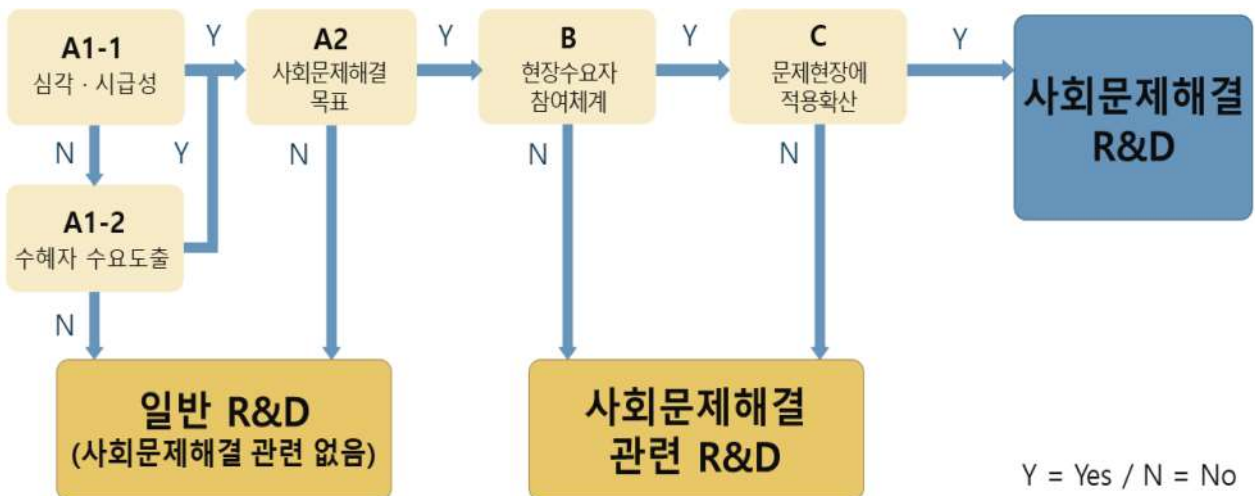 A1-1
심각 · 시급성
Y
A2
사회문제해결
목표
Y
B
현장수요자
참여체계
Y
C
문제현장에
적용확산
Y
사회문제해결
R&D
N
Y
N
N
N
A1-2
수혜자 수요도출
N
일반 R&D
(사회문제해결 관련 없음)
사회문제해결
관련 R&D
Y = Yes / N = No